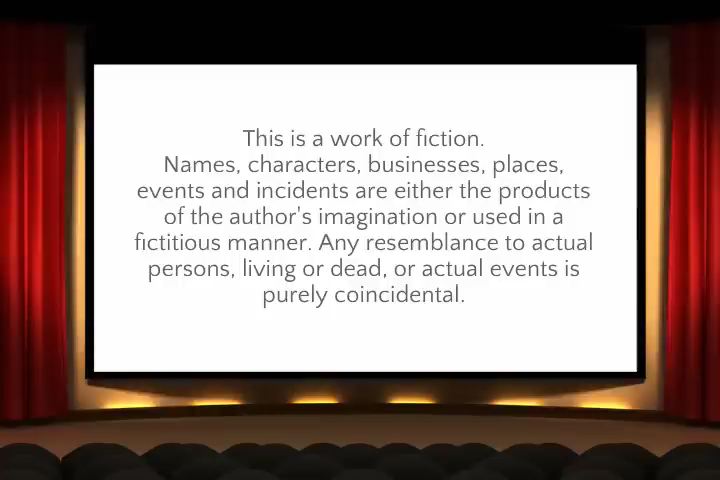 This is a work of fiction.
Names, characters, businesses, places,
events and incidents are either the products
of the author's imagination or used in a
fictitious manner. Any resemblance to actual
persons, living or dead, or actual events is
purely coincidental.